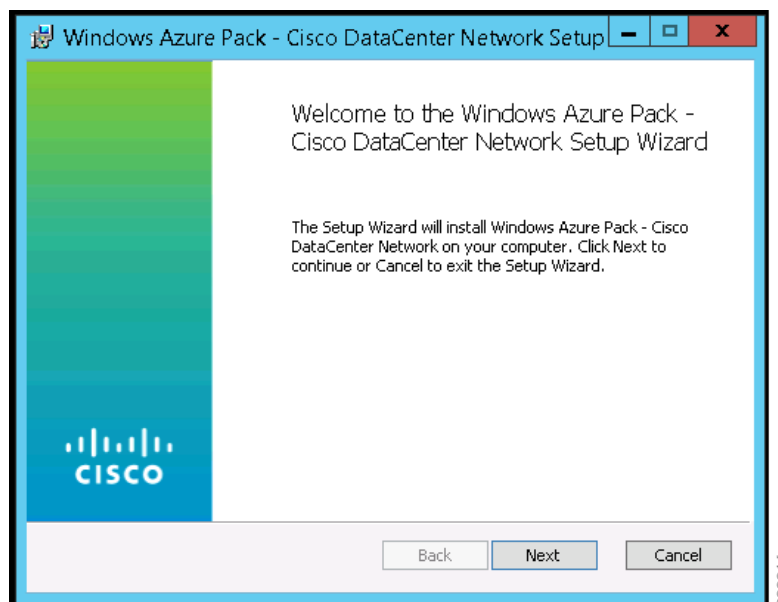 Windows Azure Pack - Cisco DataCenter Network Setup
Welcome to the Windows Azure Pack -
Cisco DataCenter Network Setup Wizard
The Setup Wizard will install Windows Azure Pack - Cisco
DataCenter Network on your computer. Click Next to
continue or Cancel to exit the Setup Wizard.
CISCO
Back
Next
Cancel